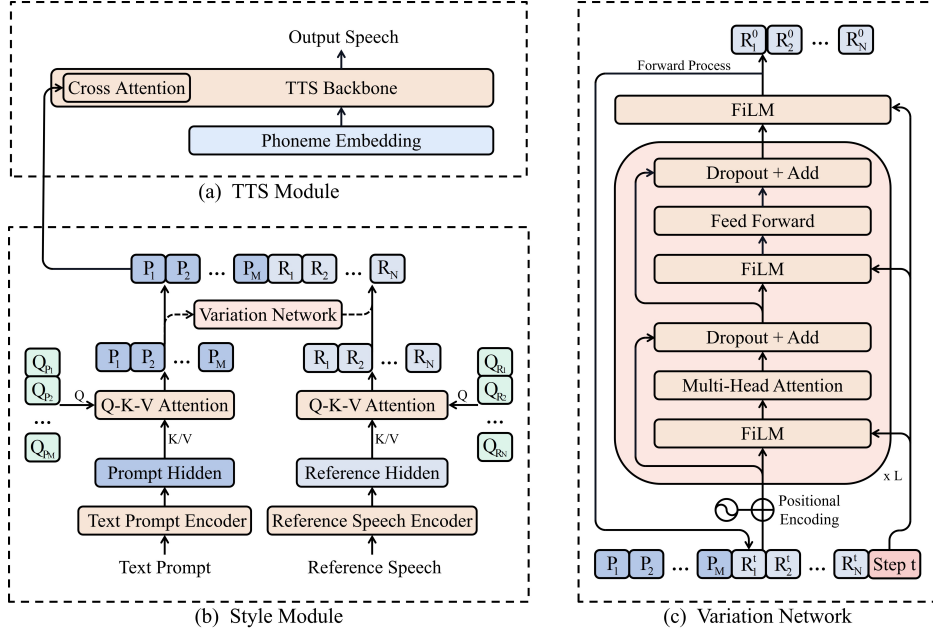 Output Speech
Cross Attention
TTS Backbone
Phoneme Embedding
(a) TTS Module
P1 P2 ... PM R1 R2 ... RN
Variation Network
P1 P2 ... PM
R1 R2 ... RN
QP1
QP2
...
QPM
Q
Q-K-V Attention
Q-K-V Attention
Q
QR1
QR2
...
QRN
K/V
K/V
Prompt Hidden
Reference Hidden
Text Prompt Encoder
Reference Speech Encoder
Text Prompt
Reference Speech
(b) Style Module
R1^0 R2^0 ... RN^0
Forward Process
FiLM
Dropout + Add
Feed Forward
FiLM
Dropout + Add
Multi-Head Attention
FiLM
x L
Positional
Encoding
P1 P2 ... PM R1^t R2^t ... RN^t Step t
(c) Variation Network